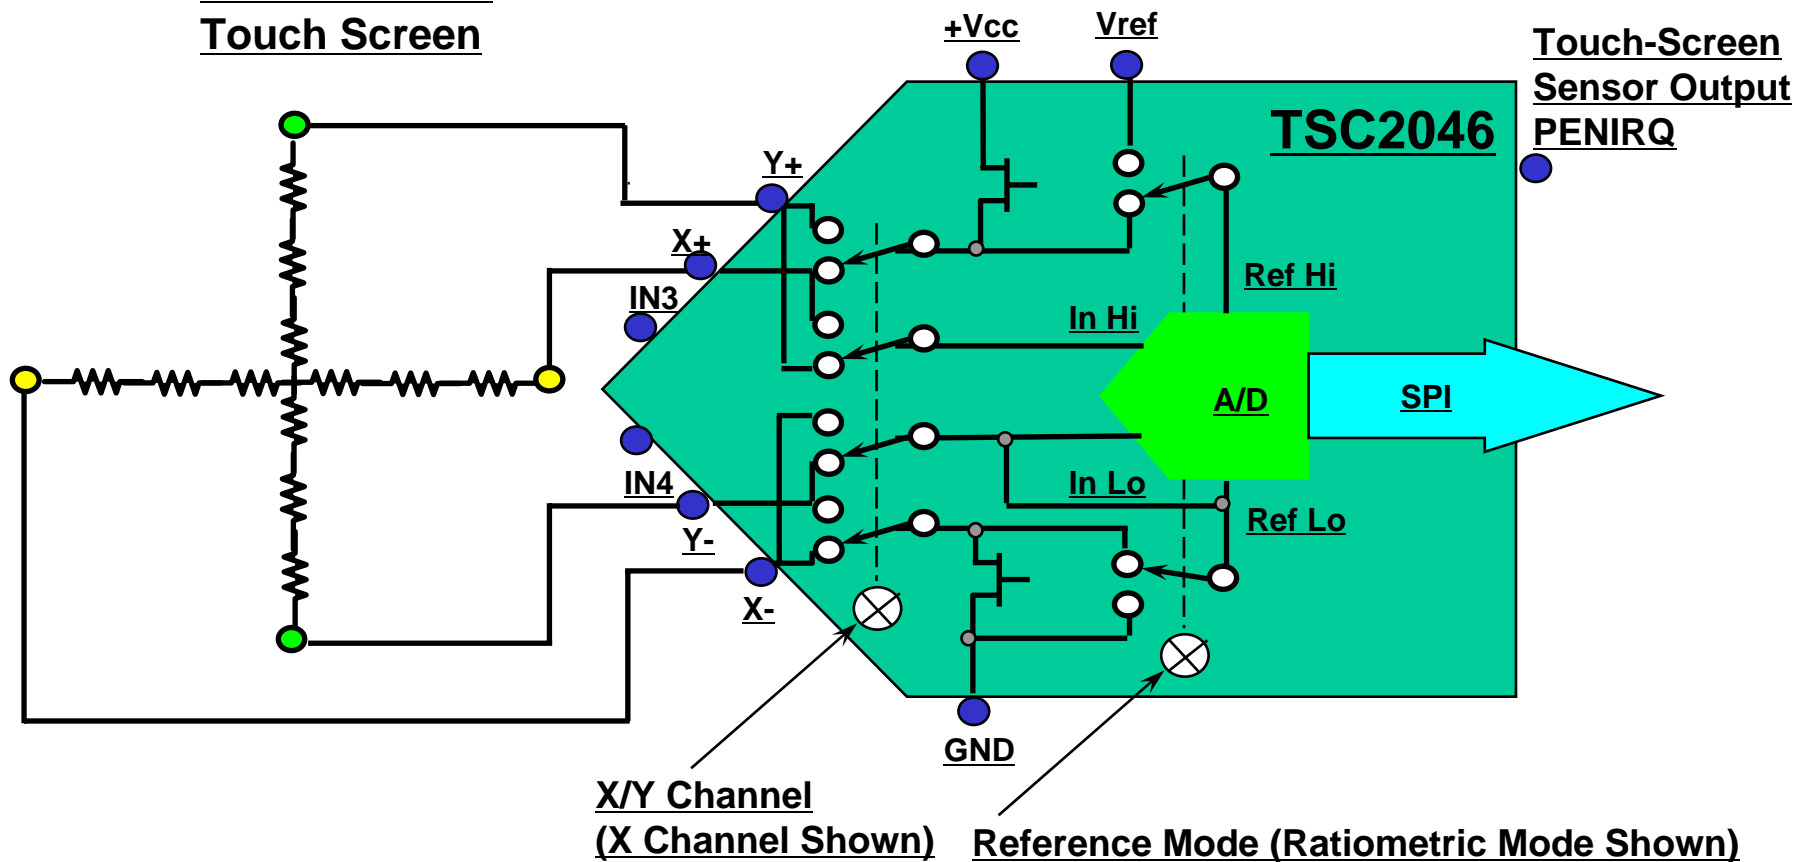 Touch Screen
+Vcc
Vref
Touch-Screen
Sensor Output
PENIRQ
TSC2046
Y+
X+
IN3
Ref Hi
In Hi
A/D
SPI
IN4
In Lo
Ref Lo
Y-
X-
GND
X/Y Channel
(X Channel Shown)
Reference Mode (Ratiometric Mode Shown)